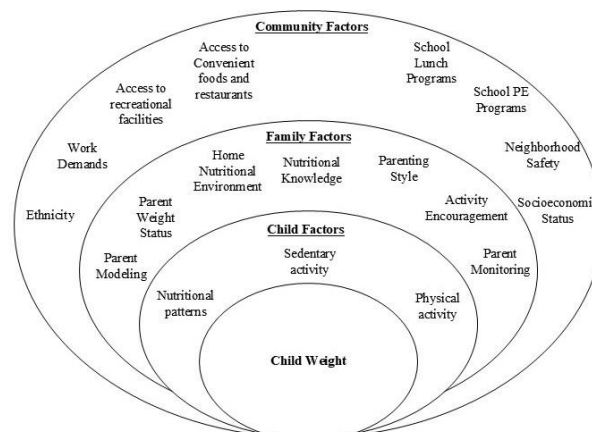 Community Factors
Access to
Convenient
foods and
restaurants
School
Lunch
Programs
Access to
recreational
facilities
School PE
Programs
Work
Demands
Neighborhood
Safety
Ethnicity
Socioeconomi
Status
Family Factors
Home
Nutritional
Environment
Nutritional
Knowledge
Parenting
Style
Parent
Weight
Status
Activity
Encouragement
Parent
Modeling
Parent
Monitoring
Child Factors
Sedentary
activity
Nutritional
patterns
Physical
activity
Child Weight